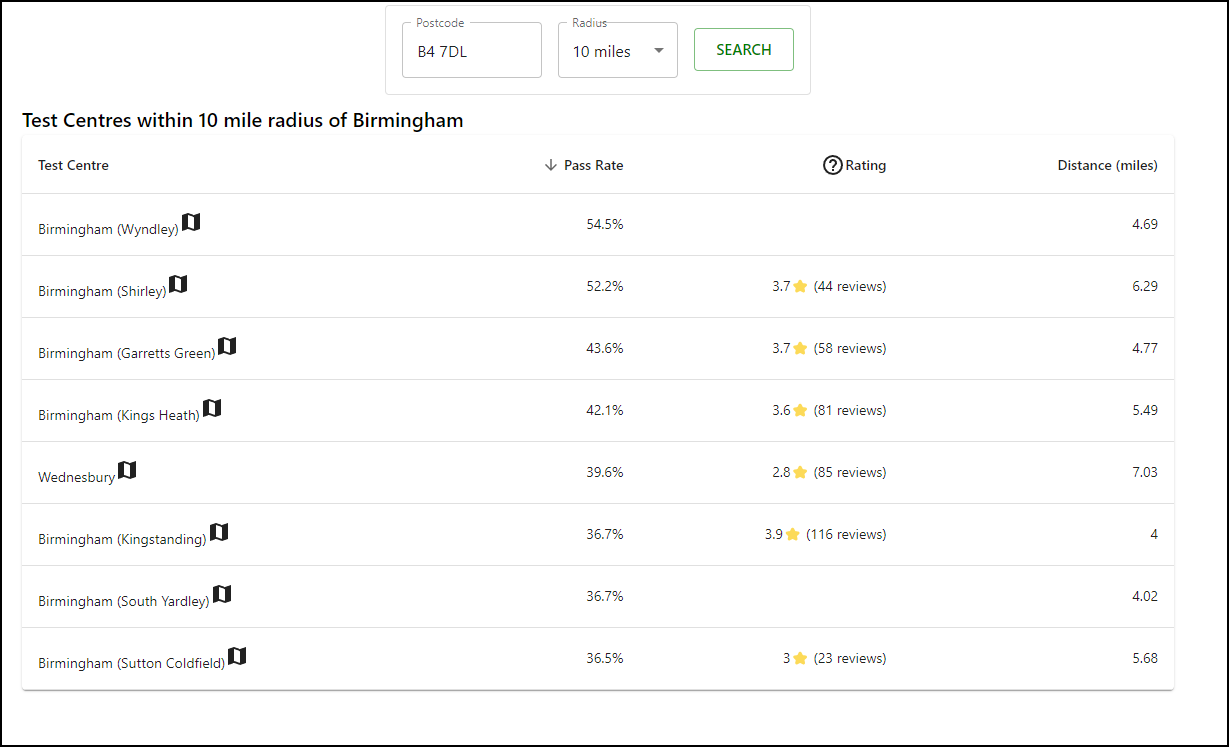 Postcode Radius
B4 7DL 10 miles SEARCH
Test Centres within 10 mile radius of Birmingham
Test Centre Pass Rate Rating Distance (miles)
Birmingham (Wyndley) 54.5% 4.69
Birmingham (Shirley) 52.2% 3.7 (44 reviews) 6.29
Birmingham (Garretts Green) 43.6% 3.7 (58 reviews) 4.77
Birmingham (Kings Heath) 42.1% 3.6 (81 reviews) 5.49
Wednesbury 39.6% 2.8 (85 reviews) 7.03
Birmingham (Kingstanding) 36.7% 3.9 (116 reviews) 4
Birmingham (South Yardley) 36.7% 4.02
Birmingham (Sutton Coldfield) 36.5% 3 (23 reviews) 5.68